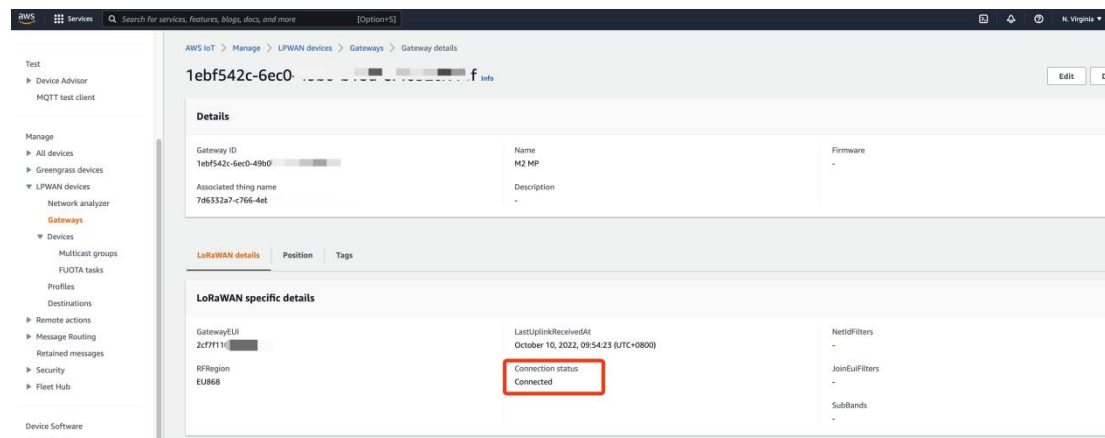 aws
Services
Search for services, features, blogs, docs, and more
[Option+S]
N. Virginia
AWS IoT > Manage > LPWAN devices > Gateways > Gateway details
Test
Device Advisor
MQTT test client
Manage
All devices
Greengrass devices
LPWAN devices
Network analyzer
Gateways
Devices
Multicast groups
FUOTA tasks
Profiles
Destinations
Remote actions
Message Routing
Retained messages
Security
Fleet Hub
Device Software
1ebf542c-6ec0- f Info
Edit
Details
Gateway ID
1ebf542c-6ec0-49b0
Associated thing name
7d6332a7-c766-4et
Name
M2 MP
Description
-
Firmware
-
LoRaWAN details
Position
Tags
LoRaWAN specific details
GatewayEUI
2cf7f11
RFRegion
EU868
LastUplinkReceivedAt
October 10, 2022, 09:54:23 (UTC+0800)
Connection status
Connected
NetIdFilters
-
JoinEuiFilters
-
SubBands
-